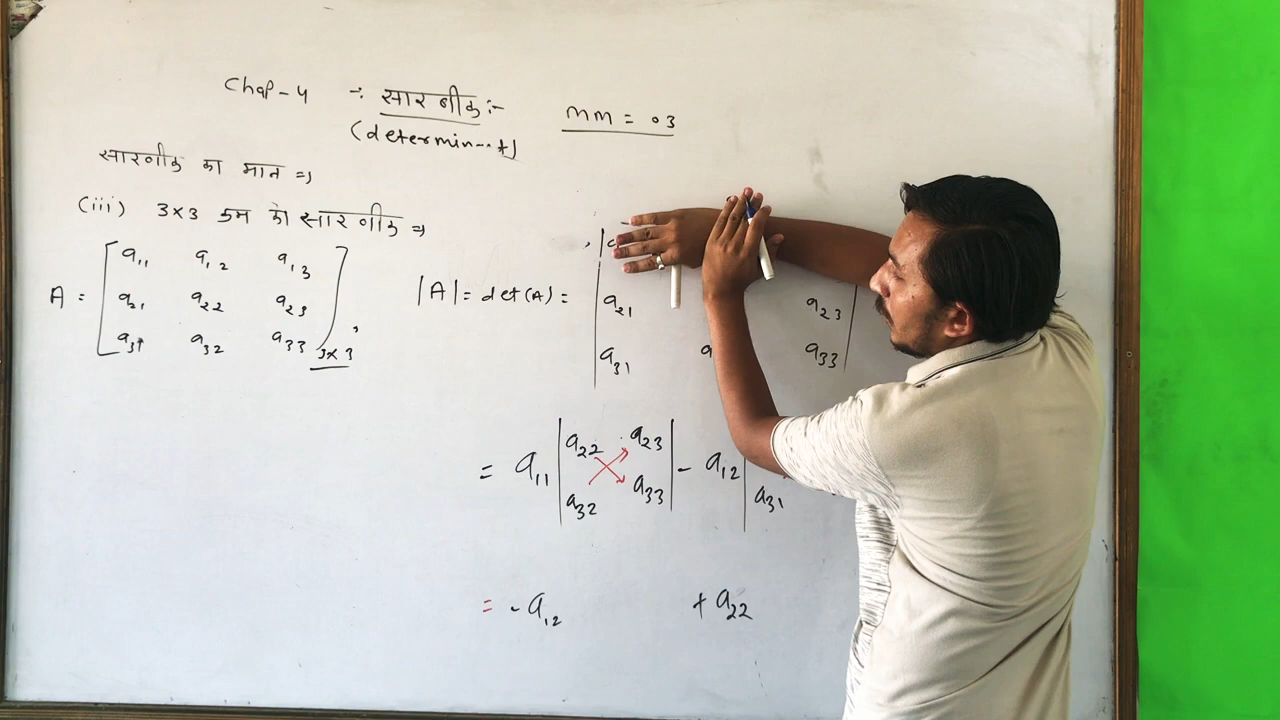 Chap-4 -: सारणीक :-
(determin--t)
MM = 03
सारणीक का मान =>
(iii) 3×3 क्रम के सारणीक =>
A = [ a11 a12 a13
a21 a22 a23
a31 a32 a33 ]3×3 ,
|A| = det(A) =
a21 a23
a31 a33
= a11 | a22 a23
a32 a33 | - a12 |
a31
= - a12 + a22